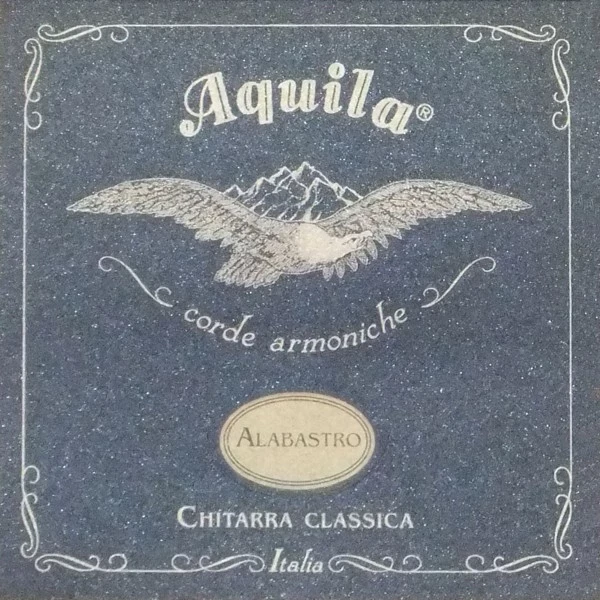 Aquila®
corde armoniche
ALABASTRO
CHITARRA CLASSICA
Italia